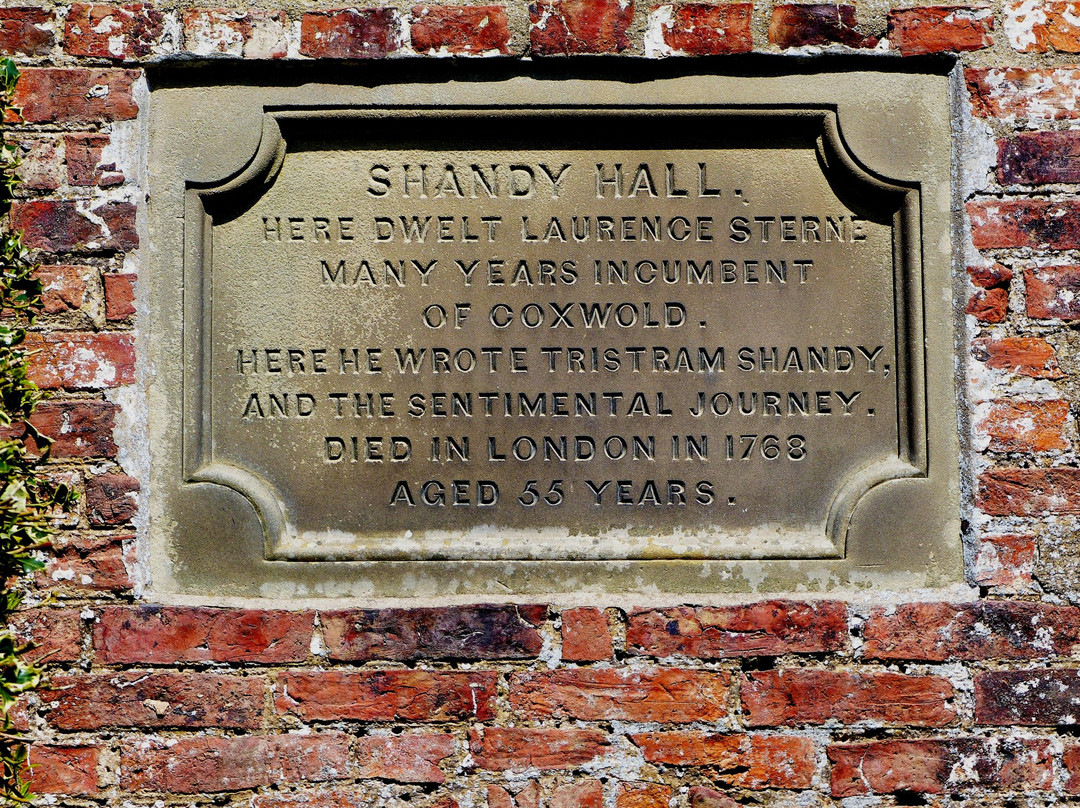 SHANDY HALL.
HERE DWELT LAURENCE STERNE
MANY YEARS INCUMBENT
OF COXWOLD.
HERE HE WROTE TRISTRAM SHANDY,
AND THE SENTIMENTAL JOURNEY.
DIED IN LONDON IN 1768
AGED 55 YEARS.